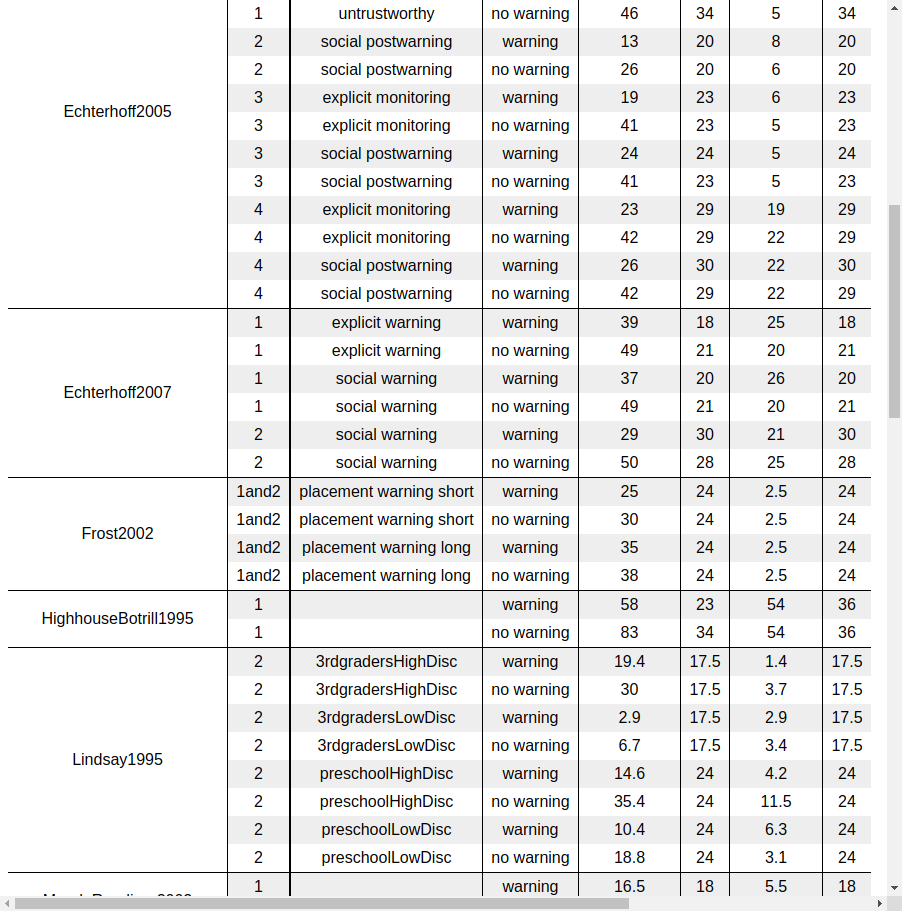 1 untrustworthy no warning 46 34 5 34
2 social postwarning warning 13 20 8 20
2 social postwarning no warning 26 20 6 20
3 explicit monitoring warning 19 23 6 23
Echterhoff2005
3 explicit monitoring no warning 41 23 5 23
3 social postwarning warning 24 24 5 24
3 social postwarning no warning 41 23 5 23
4 explicit monitoring warning 23 29 19 29
4 explicit monitoring no warning 42 29 22 29
4 social postwarning warning 26 30 22 30
4 social postwarning no warning 42 29 22 29
1 explicit warning warning 39 18 25 18
1 explicit warning no warning 49 21 20 21
1 social warning warning 37 20 26 20
Echterhoff2007
1 social warning no warning 49 21 20 21
2 social warning warning 29 30 21 30
2 social warning no warning 50 28 25 28
1and2 placement warning short warning 25 24 2.5 24
1and2 placement warning short no warning 30 24 2.5 24
Frost2002
1and2 placement warning long warning 35 24 2.5 24
1and2 placement warning long no warning 38 24 2.5 24
1 warning 58 23 54 36
HighhouseBotrill1995
1 no warning 83 34 54 36
2 3rdgradersHighDisc warning 19.4 17.5 1.4 17.5
2 3rdgradersHighDisc no warning 30 17.5 3.7 17.5
2 3rdgradersLowDisc warning 2.9 17.5 2.9 17.5
2 3rdgradersLowDisc no warning 6.7 17.5 3.4 17.5
Lindsay1995
2 preschoolHighDisc warning 14.6 24 4.2 24
2 preschoolHighDisc no warning 35.4 24 11.5 24
2 preschoolLowDisc warning 10.4 24 6.3 24
2 preschoolLowDisc no warning 18.8 24 3.1 24
1 warning 16.5 18 5.5 18